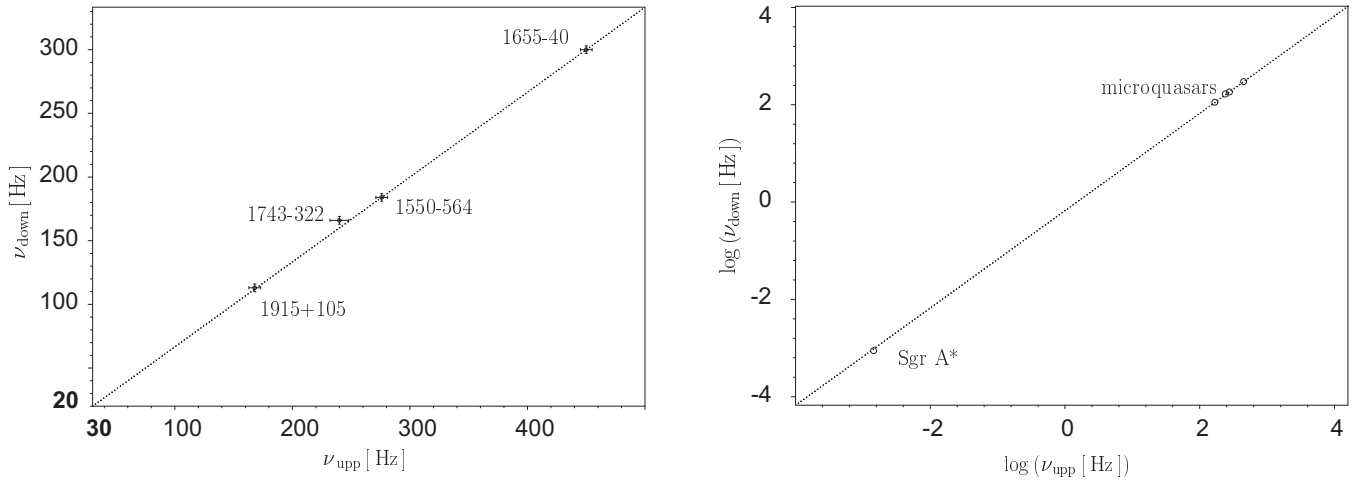 300
200
150
100
20
ν_down [ Hz ]
1655-40
1743-322
1550-564
1915+105
30 100 200 300 400
ν_upp [ Hz ]
4
2
0
-2
-4
log (ν_down [ Hz ])
microquasars
Sgr A*
-2 0 2 4
log (ν_upp [ Hz ])